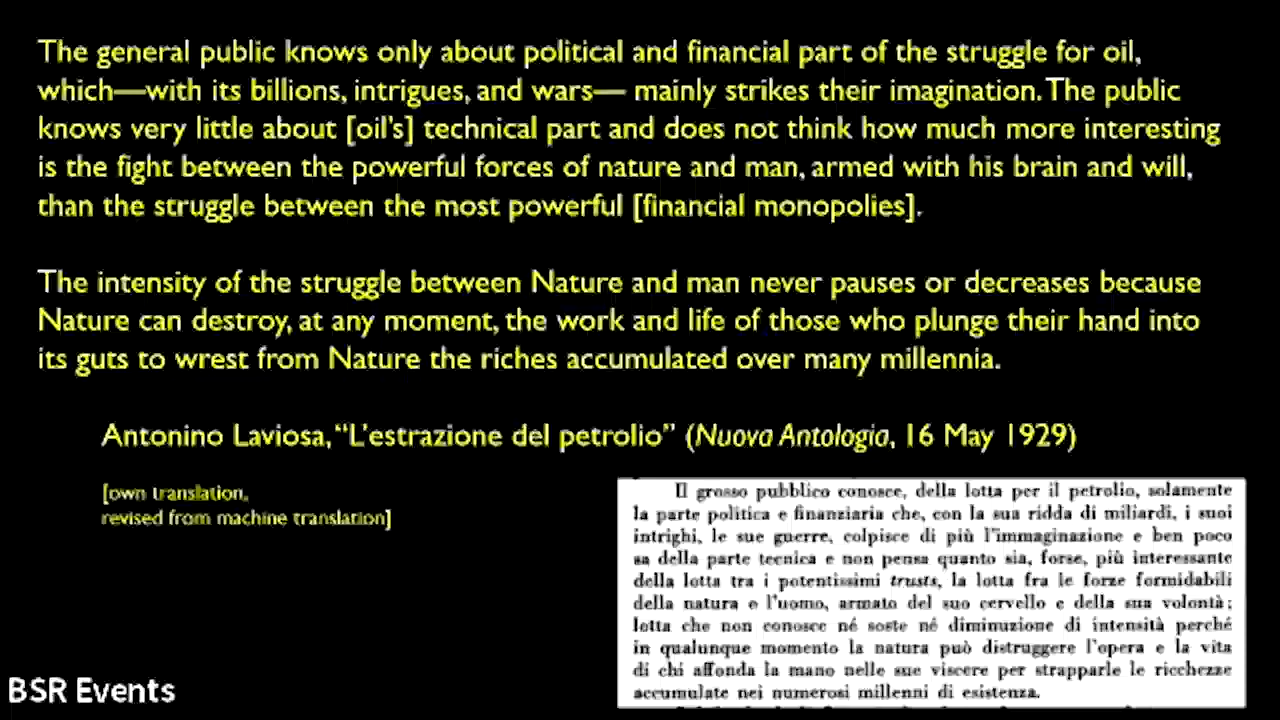 The general public knows only about political and financial part of the struggle for oil,
which—with its billions, intrigues, and wars— mainly strikes their imagination. The public
knows very little about [oil's] technical part and does not think how much more interesting
is the fight between the powerful forces of nature and man, armed with his brain and will,
than the struggle between the most powerful [financial monopolies].
The intensity of the struggle between Nature and man never pauses or decreases because
Nature can destroy, at any moment, the work and life of those who plunge their hand into
its guts to wrest from Nature the riches accumulated over many millennia.
Antonino Laviosa, “L'estrazione del petrolio” (Nuova Antologia, 16 May 1929)
[own translation,
revised from machine translation]
Il grosso pubblico conosce, della lotta per il petrolio, solamente
la parte politica e finanziaria che, con la sua ridda di miliardi, i suoi
intrighi, le sue guerre, colpisce di più l'immaginazione e ben poco
sa della parte tecnica e non pensa quanto sia, forse, più interessante
della lotta tra i potentissimi trusts, la lotta fra le forze formidabili
della natura e l'uomo, armato del suo cervello e della sua volontà;
lotta che non conosce né soste né diminuzione di intensità perché
in qualunque momento la natura può distruggere l'opera e la vita
di chi affonda la mano nelle sue viscere per strapparle le ricchezze
accumulate nei numerosi millenni di esistenza.
BSR Events